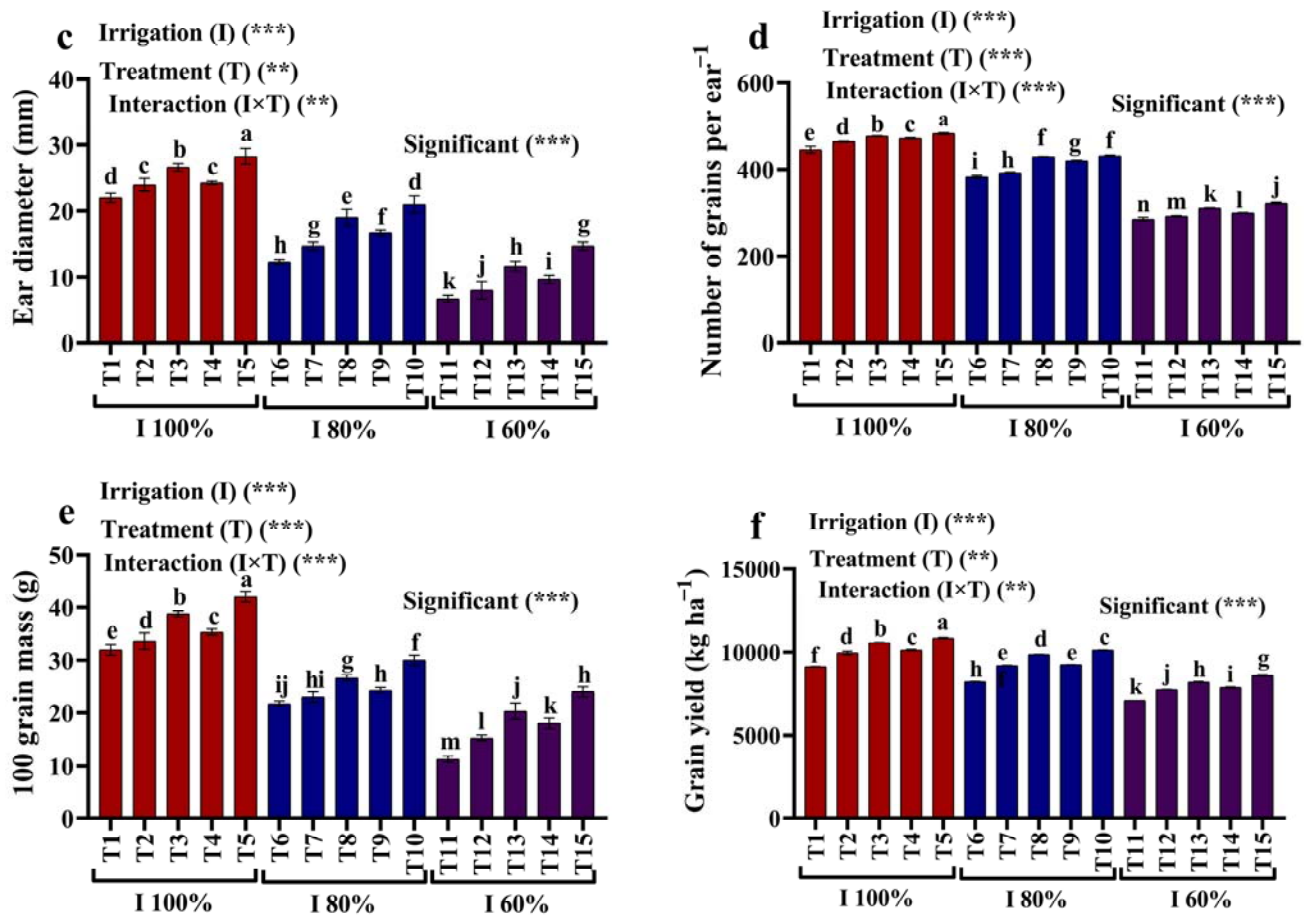 c
Irrigation (I) (***)
Treatment (T) (**)
Interaction (I×T) (**)
Significant (***)
Ear diameter (mm)
40
30
20
10
0
d c b c a h g e f d k j h i g
T1 T2 T3 T4 T5 T6 T7 T8 T9 T10 T11 T12 T13 T14 T15
I 100% I 80% I 60%
d
Irrigation (I) (***)
Treatment (T) (***)
Interaction (I×T) (***)
Significant (***)
Number of grains per ear⁻¹
600
400
200
0
e d b c a i h f g f n m k l j
T1 T2 T3 T4 T5 T6 T7 T8 T9 T10 T11 T12 T13 T14 T15
I 100% I 80% I 60%
e
Irrigation (I) (***)
Treatment (T) (***)
Interaction (I×T) (***)
Significant (***)
100 grain mass (g)
50
40
30
20
10
0
e d b c a ij hi g h f m l j k h
T1 T2 T3 T4 T5 T6 T7 T8 T9 T10 T11 T12 T13 T14 T15
I 100% I 80% I 60%
f
Irrigation (I) (***)
Treatment (T) (**)
Interaction (I×T) (**)
Significant (***)
Grain yield (kg ha⁻¹)
15000
10000
5000
0
f d b c a h e d e c k j h i g
T1 T2 T3 T4 T5 T6 T7 T8 T9 T10 T11 T12 T13 T14 T15
I 100% I 80% I 60%